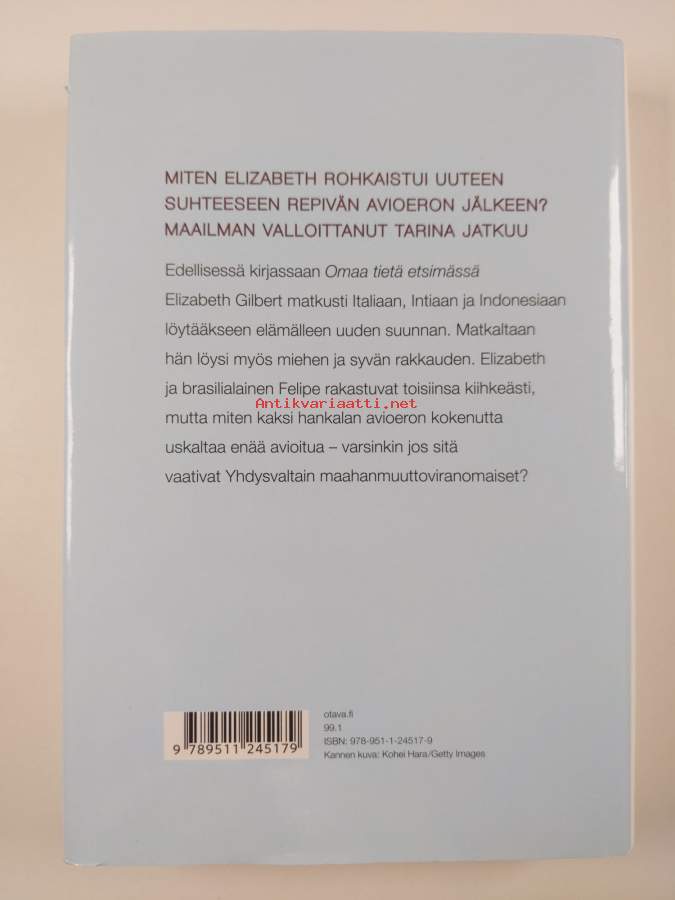 MITEN ELIZABETH ROHKAISTUI UUTEEN
SUHTEESEEN REPIVÄN AVIOERON JÄLKEEN?
MAAILMAN VALLOITTANUT TARINA JATKUU
Edellisessä kirjassaan Omaa tietä etsimässä
Elizabeth Gilbert matkusti Italiaan, Intiaan ja Indonesiaan
löytääkseen elämälleen uuden suunnan. Matkaltaan
hän löysi myös miehen ja syvän rakkauden. Elizabeth
ja brasilialainen Felipe rakastuvat toisiinsa kiihkeästi,
Antikvariaatti.net
mutta miten kaksi hankalan avioeron kokenutta
uskaltaa enää avioitua – varsinkin jos sitä
vaativat Yhdysvaltain maahanmuuttoviranomaiset?
otava.fi
99.1
ISBN: 978-951-1-24517-9
Kannen kuva: Kohei Hara/Getty Images
9 789511 245179